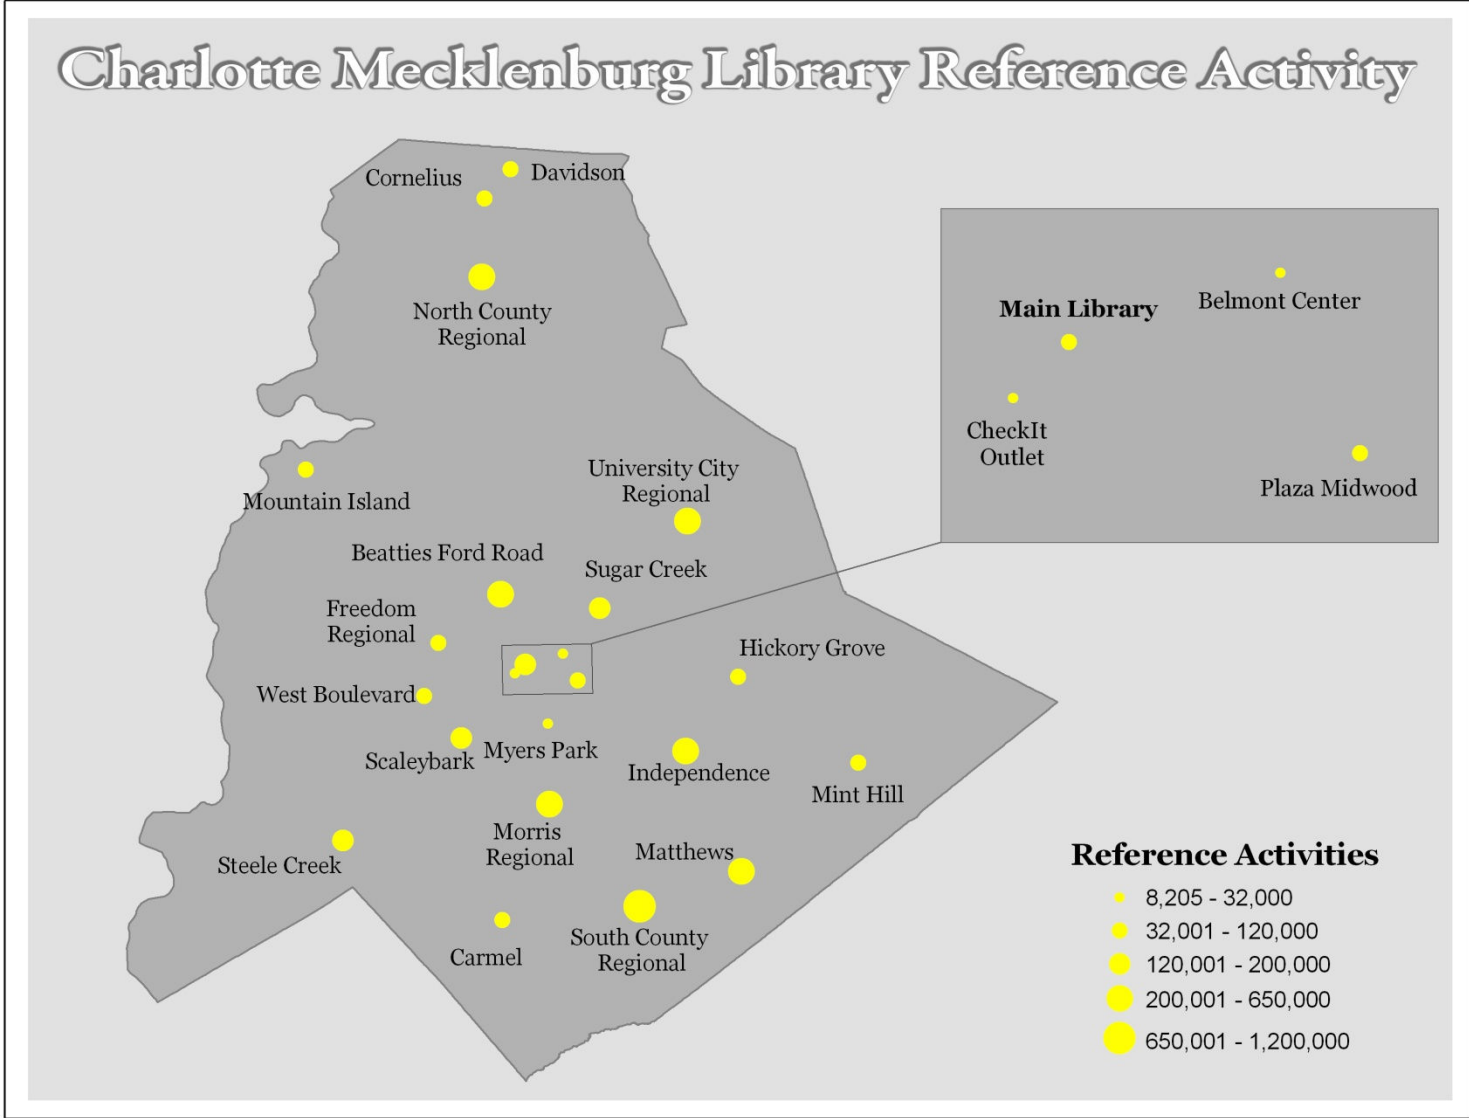 Charlotte Mecklenburg Library Reference Activity
Cornelius
Davidson
North County
Regional
Mountain Island
University City
Regional
Beatties Ford Road
Sugar Creek
Freedom
Regional
Hickory Grove
West Boulevard
Scaleybark
Myers Park
Independence
Mint Hill
Morris
Regional
Matthews
Steele Creek
South County
Regional
Carmel
Belmont Center
Main Library
CheckIt
Outlet
Plaza Midwood
Reference Activities
8,205 - 32,000
32,001 - 120,000
120,001 - 200,000
200,001 - 650,000
650,001 - 1,200,000